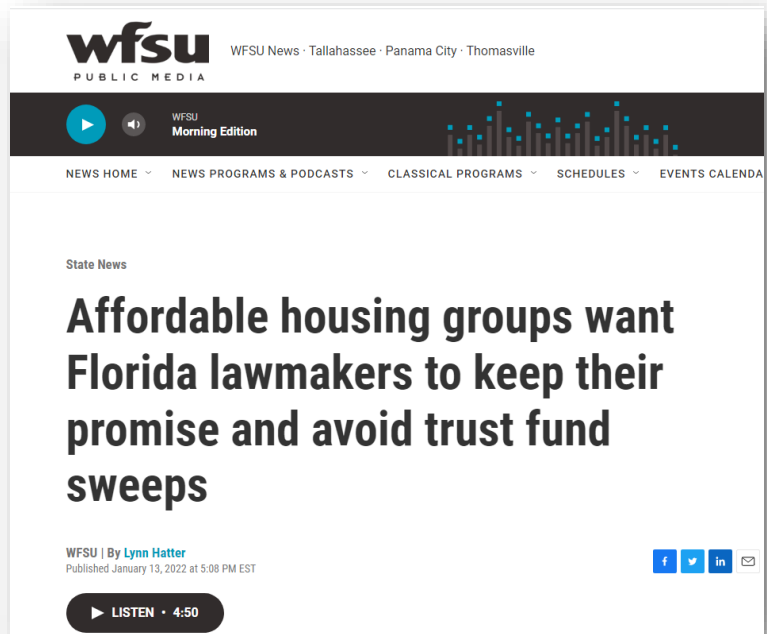 wfsu
PUBLIC MEDIA
WFSU News · Tallahassee · Panama City · Thomasville
WFSU
Morning Edition
NEWS HOME NEWS PROGRAMS & PODCASTS CLASSICAL PROGRAMS SCHEDULES EVENTS CALENDA
State News
Affordable housing groups want
Florida lawmakers to keep their
promise and avoid trust fund
sweeps
WFSU | By Lynn Hatter
Published January 13, 2022 at 5:08 PM EST
f in
LISTEN • 4:50